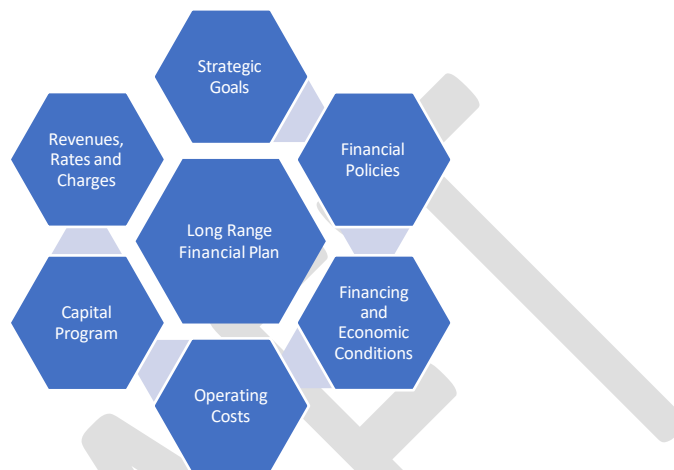 Strategic
Goals
Financial
Policies
Financing
and
Economic
Conditions
Operating
Costs
Capital
Program
Revenues,
Rates and
Charges
Long Range
Financial Plan